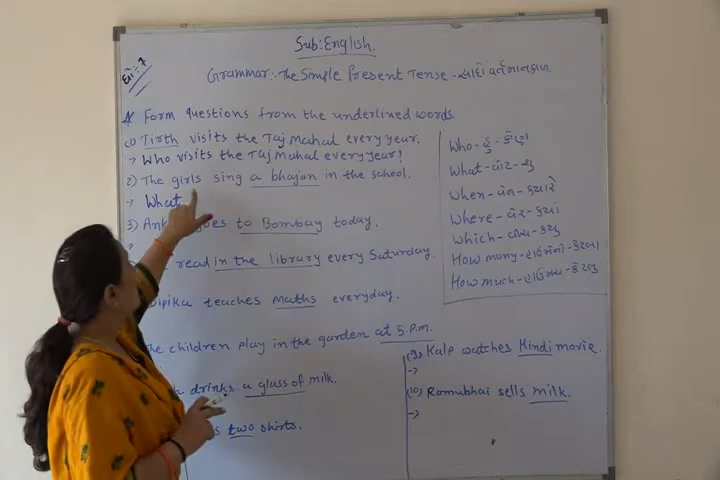 Sub:English.
Std: 7
Grammar:- The Simple Present Tense - સાદો વર્તમાનકાળ
* Form questions from the underlined words.
(1) Tirth visits the Taj Mahal every year.
→ Who visits the Taj Mahal every year?
2) The girls sing a bhajan in the school.
→ What
3) goes to Bombay today.
→
read in the library every Saturday.
teaches maths everyday.
The children play in the garden at 5.P.m.
drinks a glass of milk.
two shirts.
(9) Kalp watches Hindi movie.
→
(10) Ramubhai sells milk.
→
Who - હુ - કોણ
What - વોટ - શુ
When - વેન - ક્યારે
Where - વેર - ક્યાં
Which - વીચ - કયુ
How many - હાઉ મેની - કેટલા
How much - હાઉ મચ - કેટલુ